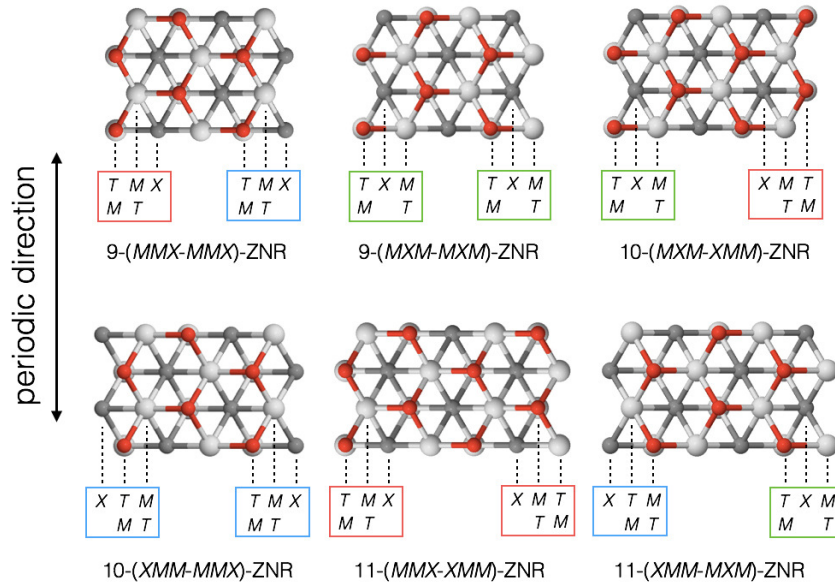 periodic direction
T M X
M T
T M X
M T
9-(MMX-MMX)-ZNR
T X M
M T
T X M
M T
9-(MXM-MXM)-ZNR
T X M
M T
X M T
T M
10-(MXM-XMM)-ZNR
X T M
M T
T M X
M T
10-(XMM-MMX)-ZNR
T M X
M T
X M T
T M
11-(MMX-XMM)-ZNR
X T M
M T
T X M
M T
11-(XMM-MXM)-ZNR